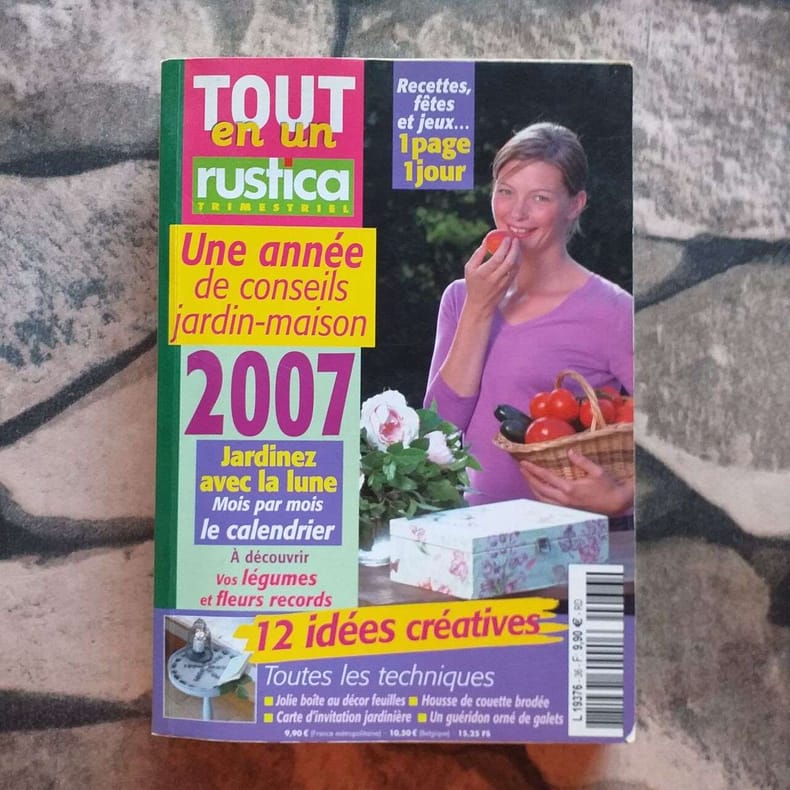 TOUT
en un
rustica
TRIMESTRIEL
Recettes,
fêtes
et jeux...
1 page
1 jour
Une année
de conseils
jardin-maison
2007
Jardinez
avec la lune
Mois par mois
le calendrier
À découvrir
Vos légumes
et fleurs records
12 idées créatives
Toutes les techniques
Jolie boîte au décor feuilles Housse de couette brodée
Carte d'invitation jardinière Un guéridon orné de galets
9,90 € (France métropolitaine) - 10,50 € (Belgique) 15,25 FS
L 19376 - 36 - F: 9,90 € - RD